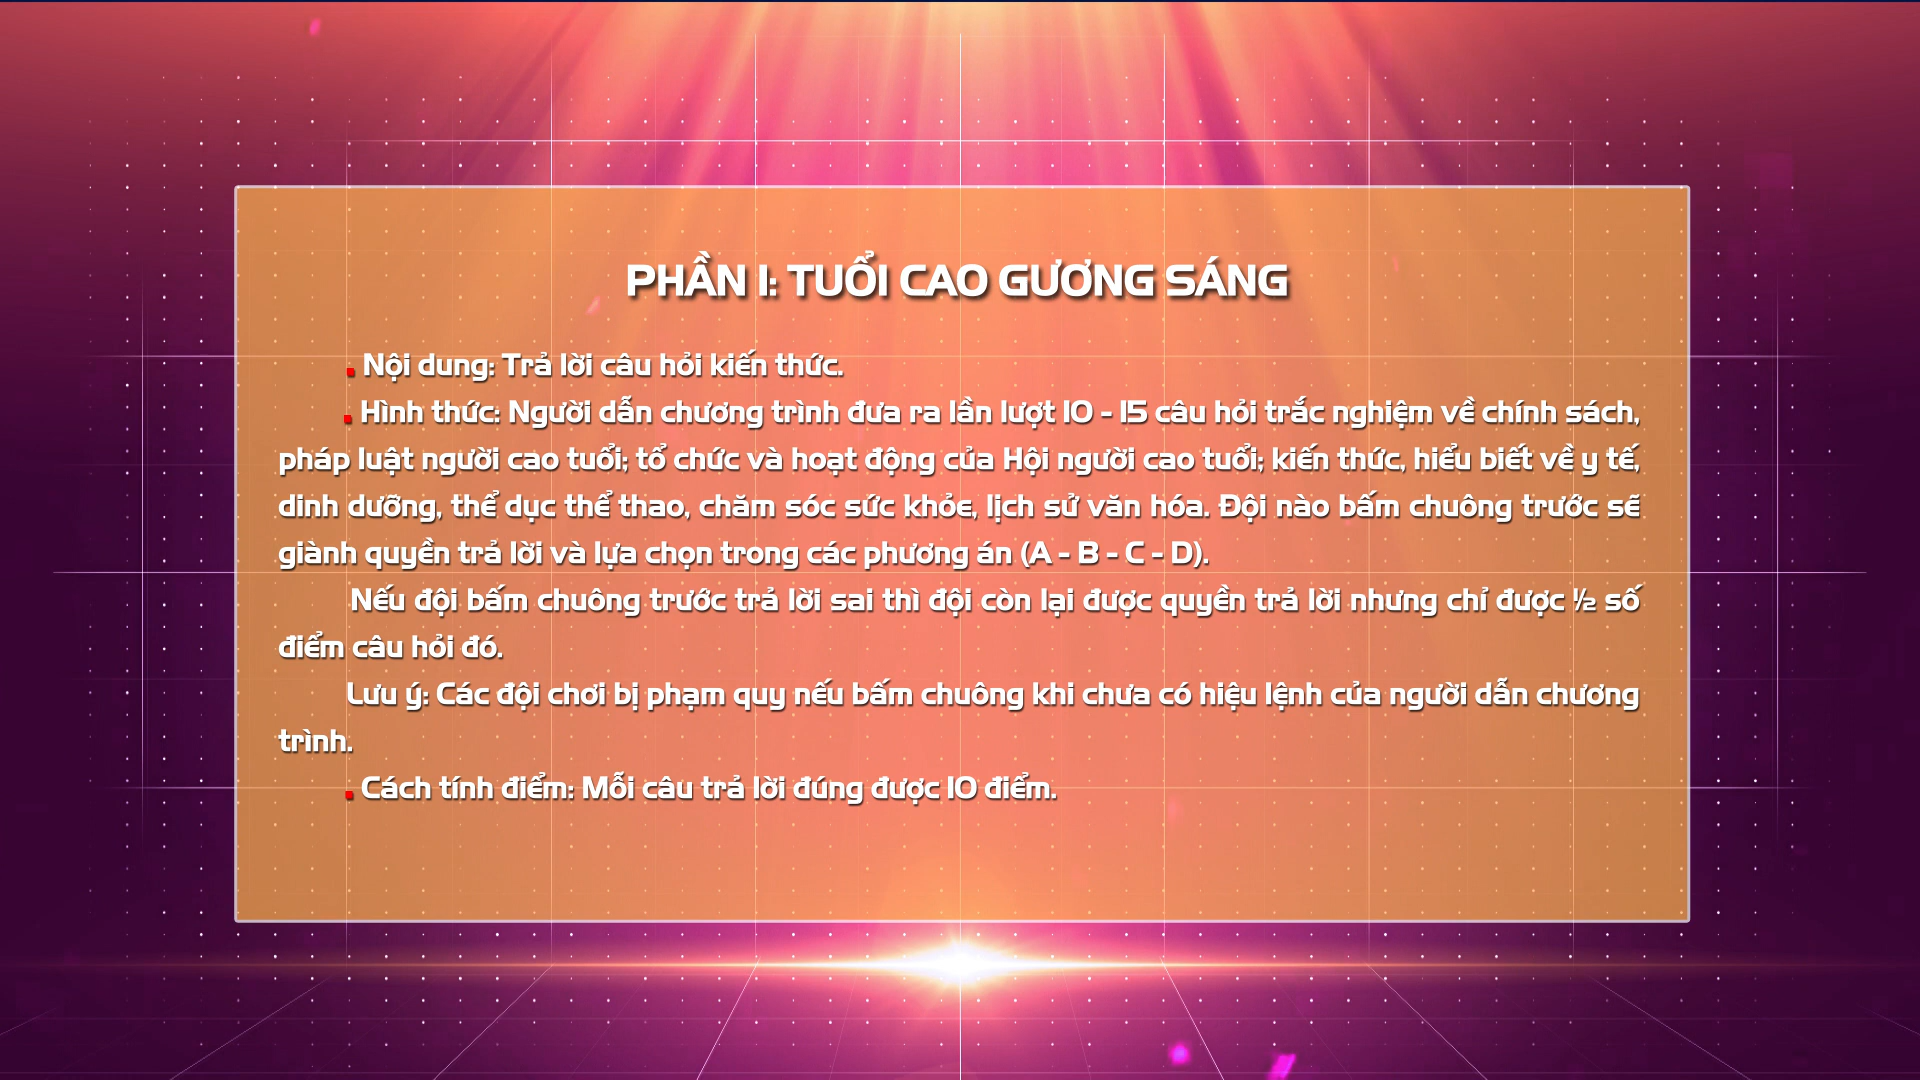 PHẦN I: TUỔI CAO GƯƠNG SÁNG
. Nội dung: Trả lời câu hỏi kiến thức.
. Hình thức: Người dẫn chương trình đưa ra lần lượt 10 - 15 câu hỏi trắc nghiệm về chính sách,
pháp luật người cao tuổi; tổ chức và hoạt động của Hội người cao tuổi; kiến thức, hiểu biết về y tế,
dinh dưỡng, thể dục thể thao, chăm sóc sức khỏe, lịch sử văn hóa. Đội nào bấm chuông trước sẽ
giành quyền trả lời và lựa chọn trong các phương án (A - B - C - D).
Nếu đội bấm chuông trước trả lời sai thì đội còn lại được quyền trả lời nhưng chỉ được ½ số
điểm câu hỏi đó.
Lưu ý: Các đội chơi bị phạm quy nếu bấm chuông khi chưa có hiệu lệnh của người dẫn chương
trình.
. Cách tính điểm: Mỗi câu trả lời đúng được 10 điểm.